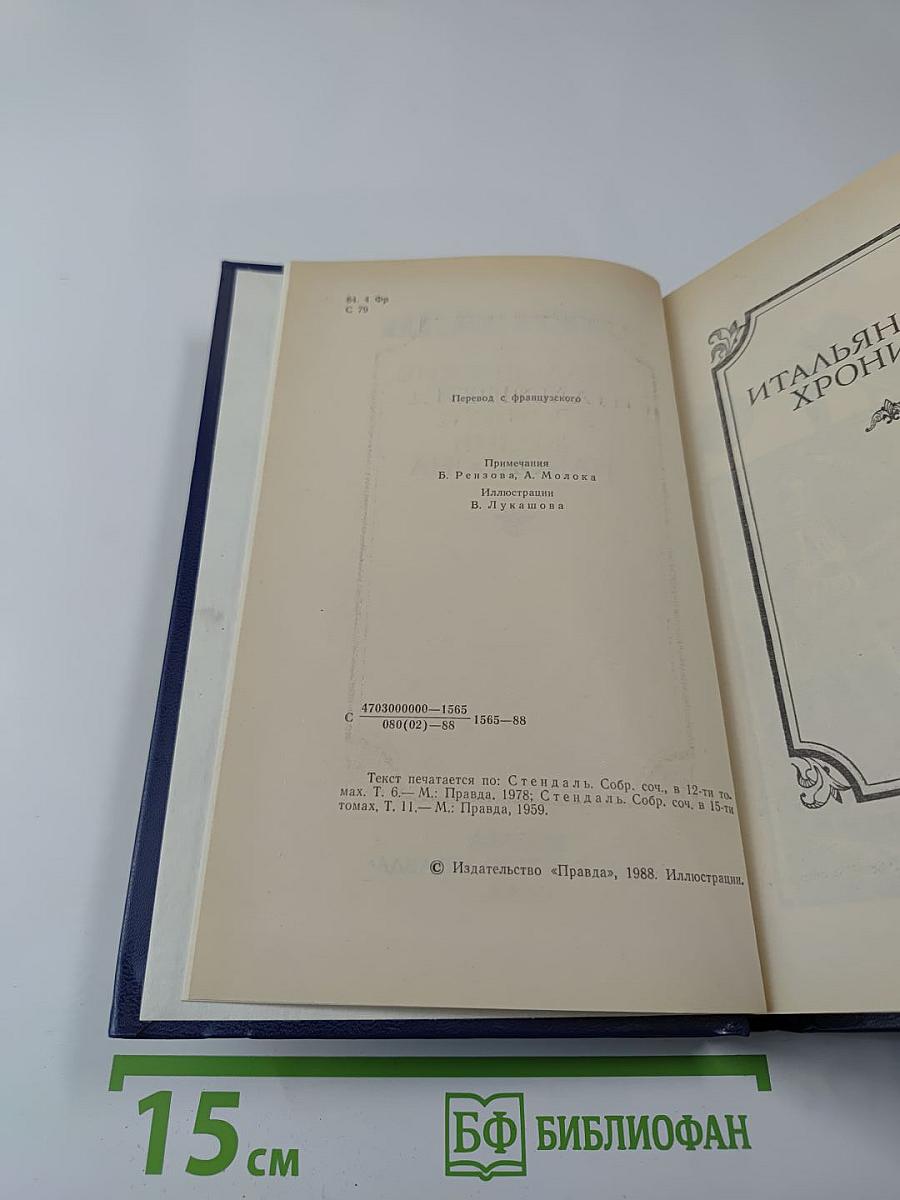 84. 4 Фр
С 79
Перевод с французского
Примечания
Б. Рензова, А. Молока
Иллюстрации
В. Лукашова
С 4703000000—1565
080(02)—88 1565—88
Текст печатается по: Стендаль. Собр. соч., в 12-ти то-
мах. Т. 6.— М.: Правда. 1978; Стендаль. Собр. соч. в 15-ти
томах, Т. 11.— М.: Правда, 1959.
© Издательство «Правда», 1988. Иллюстрации.
ИТАЛЬЯН
ХРОНИ
15 см
БФ БИБЛИОФАН